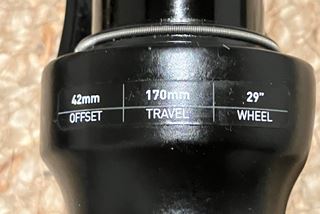 42mm 170mm 29"
OFFSET TRAVEL WHEEL